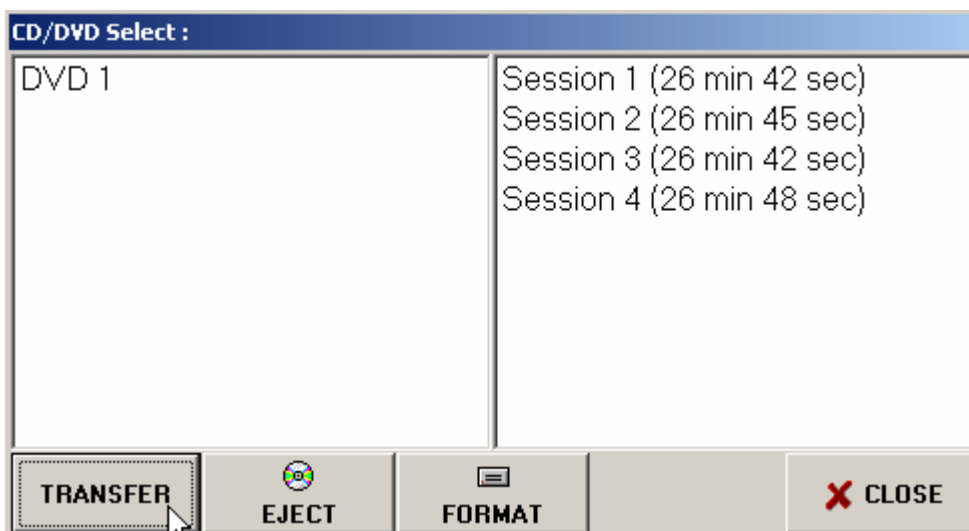 CD/DVD Select :
DVD 1
Session 1 (26 min 42 sec)
Session 2 (26 min 45 sec)
Session 3 (26 min 42 sec)
Session 4 (26 min 48 sec)
TRANSFER
EJECT
FORMAT
CLOSE